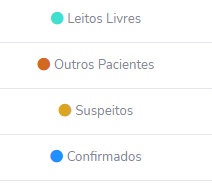 Leitos Livres
Outros Pacientes
Suspeitos
Confirmados